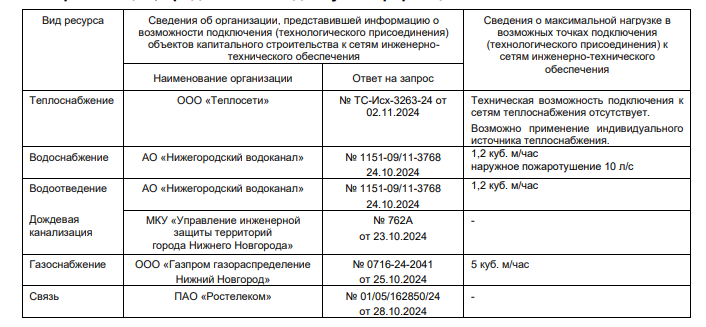 Вид ресурса
Сведения об организации, представившей информацию о
возможности подключения (технологического присоединения)
объектов капитального строительства к сетям инженерно-
технического обеспечения
Сведения о максимальной нагрузке в
возможных точках подключения
(технологического присоединения) к
сетям инженерно-технического
обеспечения
Наименование организации
Ответ на запрос
Теплоснабжение
ООО «Теплосети»
№ ТС-Исх-3263-24 от
02.11.2024
Техническая возможность подключения к
сетям теплоснабжения отсутствует.
Возможно применение индивидуального
источника теплоснабжения.
Водоснабжение
АО «Нижегородский водоканал»
№ 1151-09/11-3768
24.10.2024
1,2 куб. м/час
наружное пожаротушение 10 л/с
Водоотведение
АО «Нижегородский водоканал»
№ 1151-09/11-3768
24.10.2024
1,2 куб. м/час
Дождевая
канализация
МКУ «Управление инженерной
защиты территорий
города Нижнего Новгорода»
№ 762А
от 23.10.2024
-
Газоснабжение
ООО «Газпром газораспределение
Нижний Новгород»
№ 0716-24-2041
от 25.10.2024
5 куб. м/час
Связь
ПАО «Ростелеком»
№ 01/05/162850/24
от 28.10.2024
-